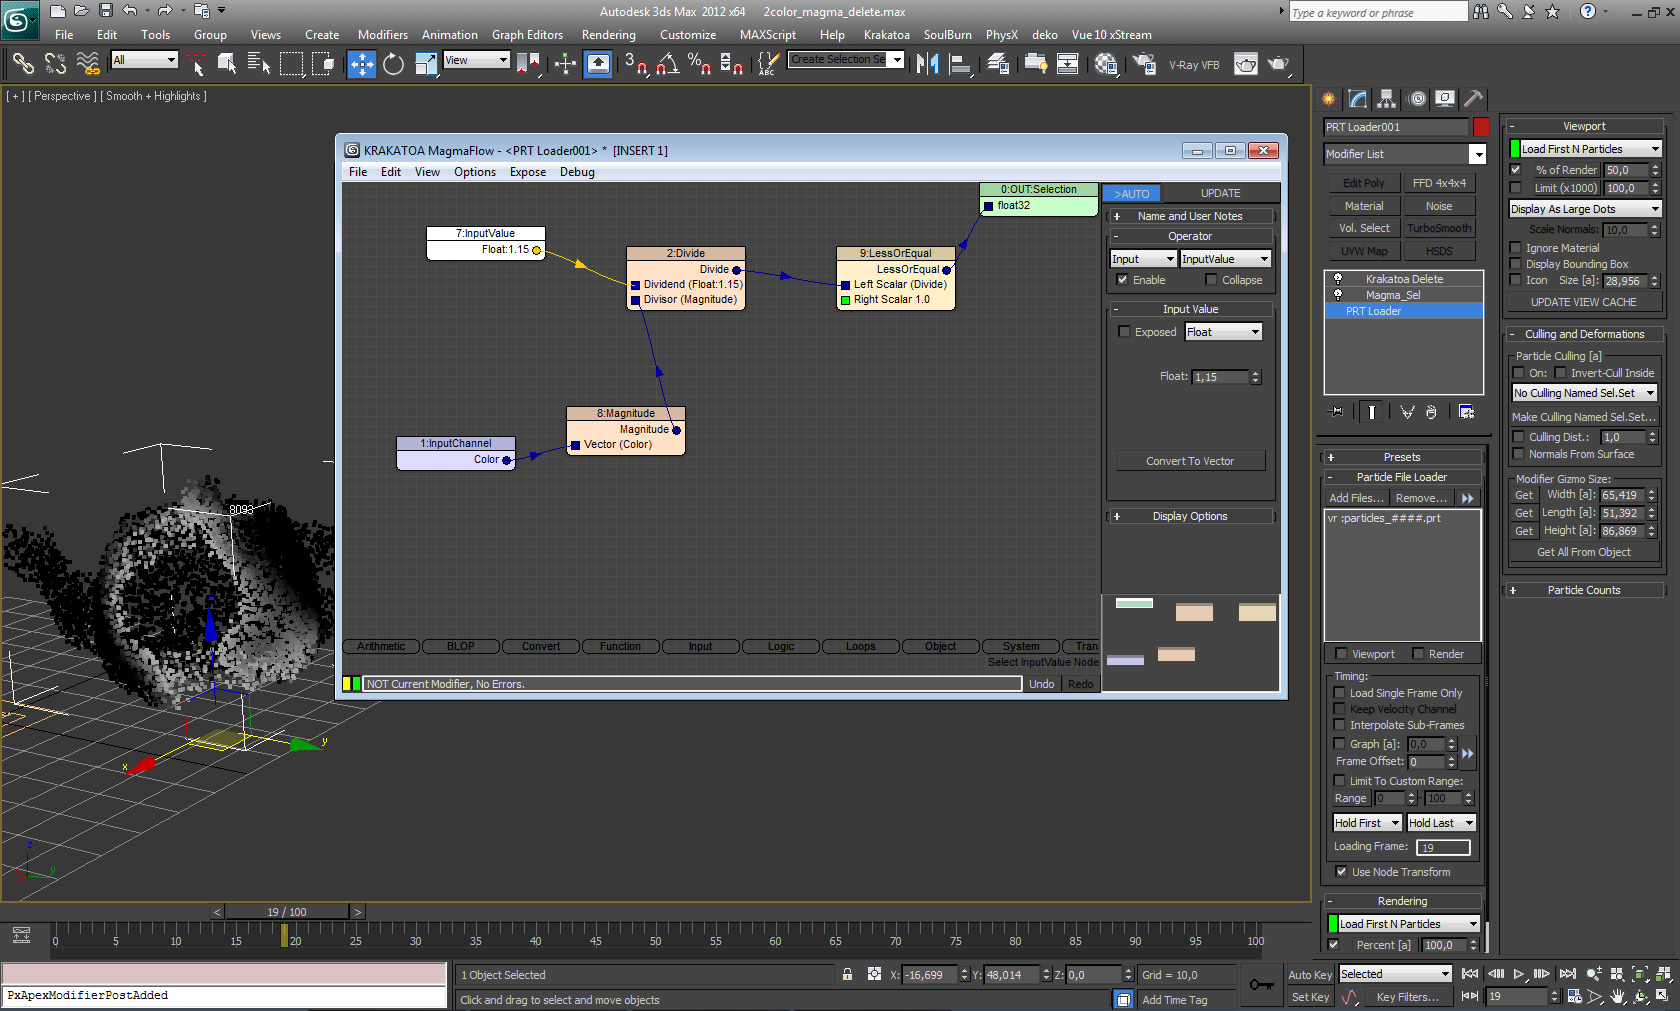 Autodesk 3ds Max 2012 x64 2color_magma_delete.max
Type a keyword or phrase
File Edit Tools Group Views Create Modifiers Animation Graph Editors Rendering Customize MAXScript Help Krakatoa SoulBurn PhysX deko Vue 10 xStream
All View 3 Create Selection Se V-Ray VFB
[ + ] [ Perspective ] [ Smooth + Highlights ]
KRAKATOA MagmaFlow - <PRT Loader001> * [INSERT 1]
File Edit View Options Expose Debug
0:OUT:Selection
float32
7:InputValue
Float:1.15
2:Divide
Divide
Dividend (Float:1.15)
Divisor (Magnitude)
9:LessOrEqual
LessOrEqual
Left Scalar (Divide)
Right Scalar 1.0
8:Magnitude
Magnitude
Vector (Color)
1:InputChannel
Color
>AUTO UPDATE
+ Name and User Notes
- Operator
Input InputValue
Enable Collapse
- Input Value
Exposed Float
Float: 1,15
Convert To Vector
+ Display Options
Arithmetic BLOP Convert Function Input Logic Loops Object System Tran
Select InputValue Node
NOT Current Modifier, No Errors. Undo Redo
8093
x y
z
y
PRT Loader001
Modifier List
Edit Poly FFD 4x4x4
Material Noise
Vol. Select TurboSmooth
UVW Map HSDS
Krakatoa Delete
Magma_Sel
PRT Loader
+ Presets
- Particle File Loader
Add Files... Remove...
vr :particles_####.prt
Viewport Render
Timing:
Load Single Frame Only
Keep Velocity Channel
Interpolate Sub-Frames
Graph [a]: 0,0
Frame Offset: 0
Limit To Custom Range:
Range 0 - 100
Hold First Hold Last
Loading Frame: 19
Use Node Transform
- Rendering
Load First N Particles
Percent [a] 100,0
- Viewport
Load First N Particles
% of Render 50,0
Limit (x1000) 100,0
Display As Large Dots
Scale Normals: 10,0
Ignore Material
Display Bounding Box
Icon Size [a]: 28,956
UPDATE VIEW CACHE
- Culling and Deformations
Particle Culling [a]
On: Invert-Cull Inside
No Culling Named Sel.Set
Make Culling Named Sel.Set...
Culling Dist.: 1,0
Normals From Surface
Modifier Gizmo Size:
Get Width [a]: 65,419
Get Length [a]: 51,392
Get Height [a]: 86,869
Get All From Object
+ Particle Counts
< 19 / 100 >
0 5 10 15 20 25 30 35 40 45 50 55 60 65 70 75 80 85 90 95 100
1 Object Selected X: -16,699 Y: 48,014 Z: 0,0 Grid = 10,0 Auto Key Selected
PxApexModifierPostAdded
Click and drag to select and move objects Add Time Tag Set Key Key Filters... 19